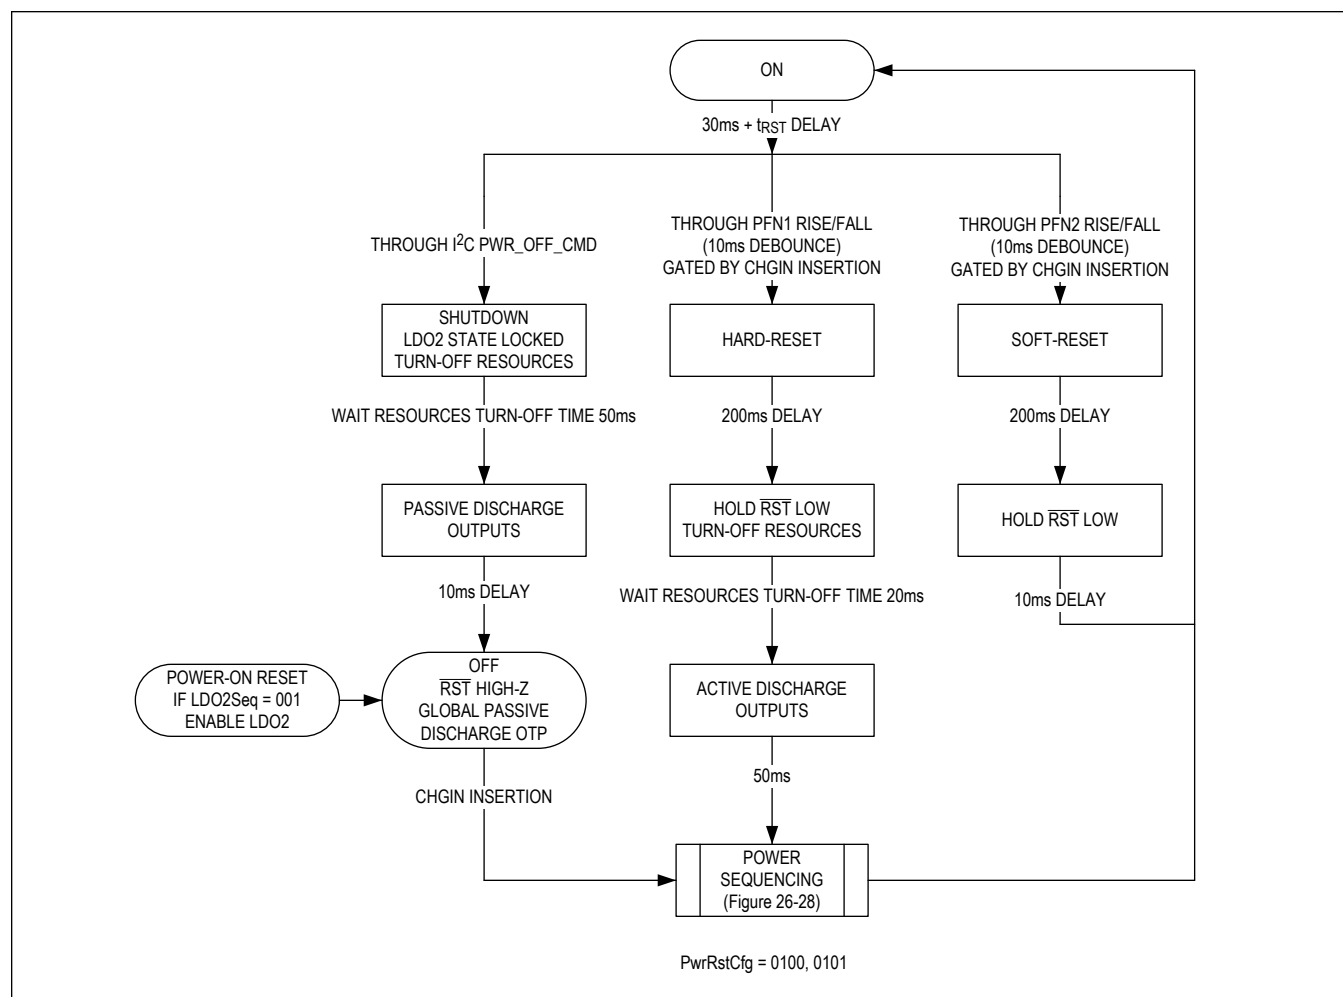 ON
30ms + tRST DELAY
THROUGH I²C PWR_OFF_CMD
THROUGH PFN1 RISE/FALL
(10ms DEBOUNCE)
GATED BY CHGIN INSERTION
THROUGH PFN2 RISE/FALL
(10ms DEBOUNCE)
GATED BY CHGIN INSERTION
SHUTDOWN
LDO2 STATE LOCKED
TURN-OFF RESOURCES
HARD-RESET
SOFT-RESET
WAIT RESOURCES TURN-OFF TIME 50ms
200ms DELAY
200ms DELAY
PASSIVE DISCHARGE
OUTPUTS
HOLD R̅S̅T̅ LOW
TURN-OFF RESOURCES
HOLD R̅S̅T̅ LOW
10ms DELAY
WAIT RESOURCES TURN-OFF TIME 20ms
10ms DELAY
POWER-ON RESET
IF LDO2Seq = 001
ENABLE LDO2
OFF
R̅S̅T̅ HIGH-Z
GLOBAL PASSIVE
DISCHARGE OTP
ACTIVE DISCHARGE
OUTPUTS
CHGIN INSERTION
50ms
POWER
SEQUENCING
(Figure 26-28)
PwrRstCfg = 0100, 0101